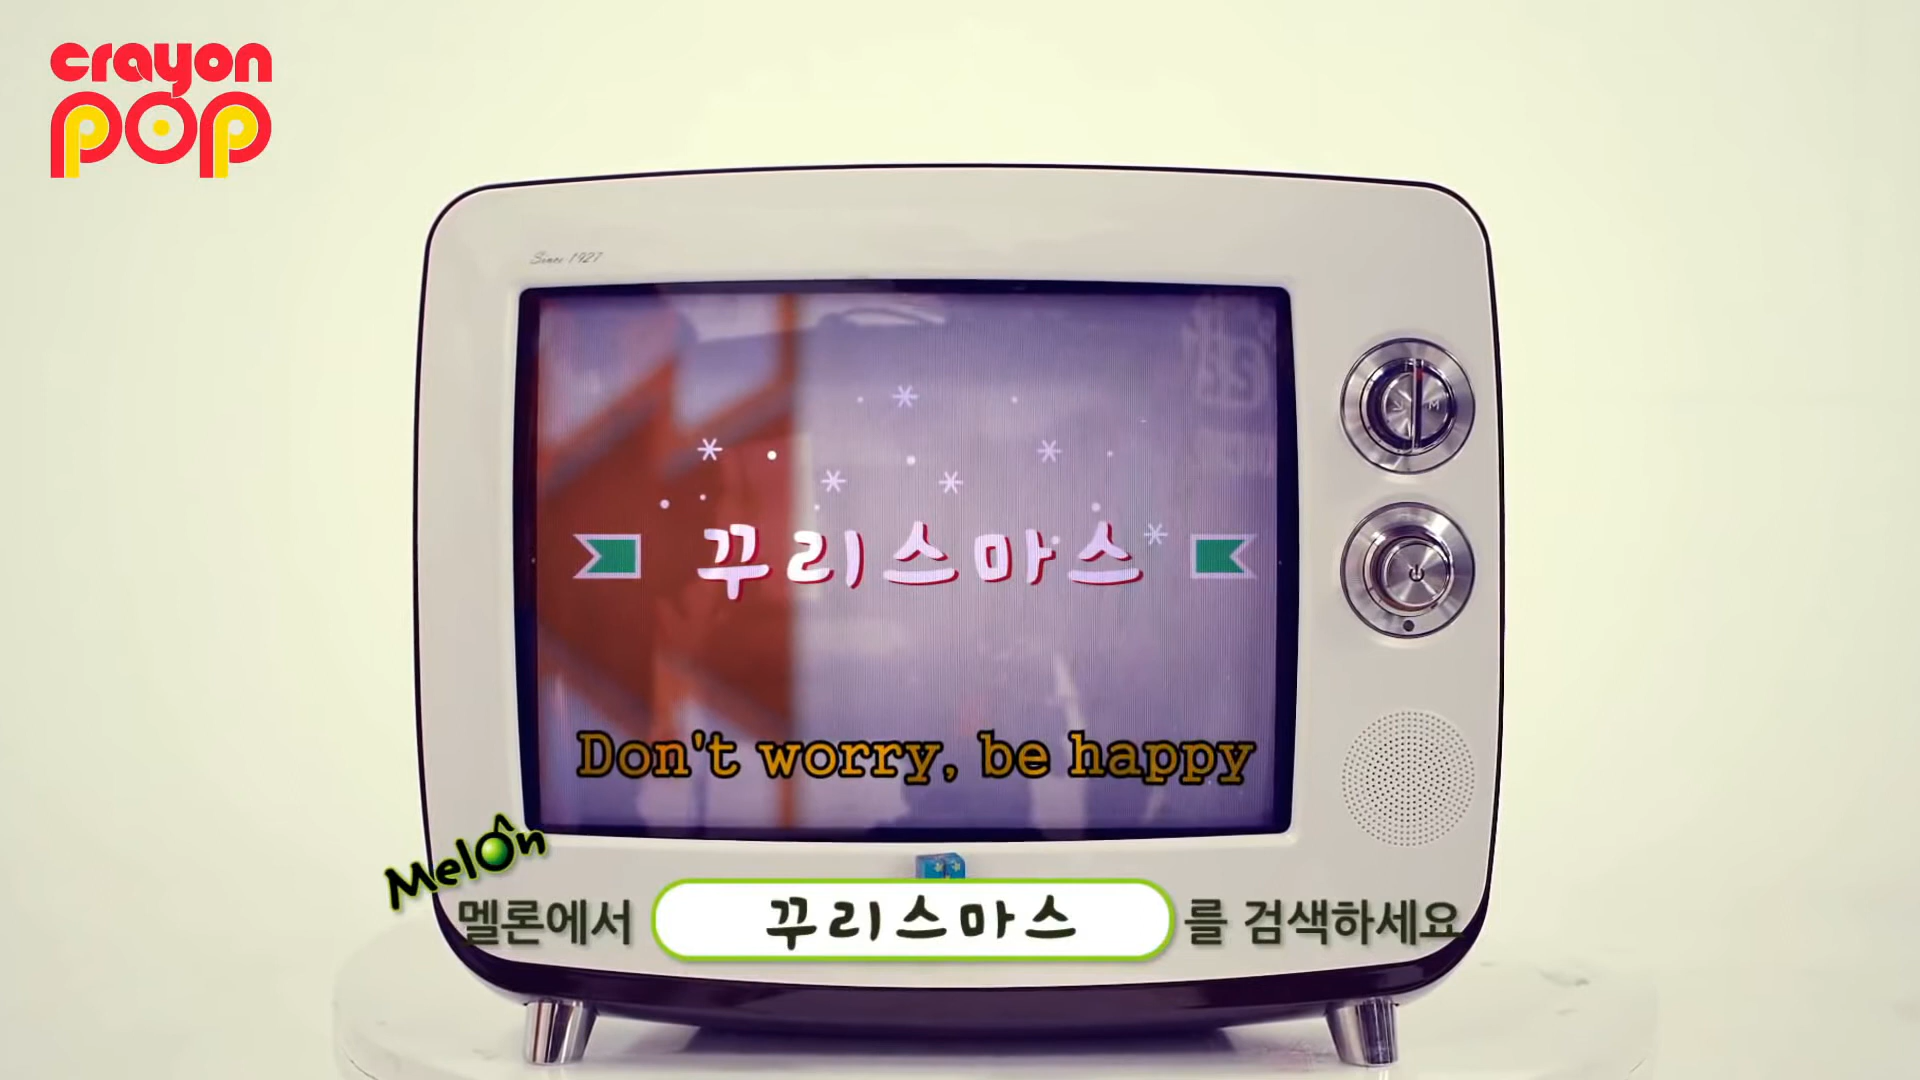 crayon
pop
Since 1927
꾸리스마스
Don't worry, be happy
Melon
멜론에서 꾸리스마스 를 검색하세요